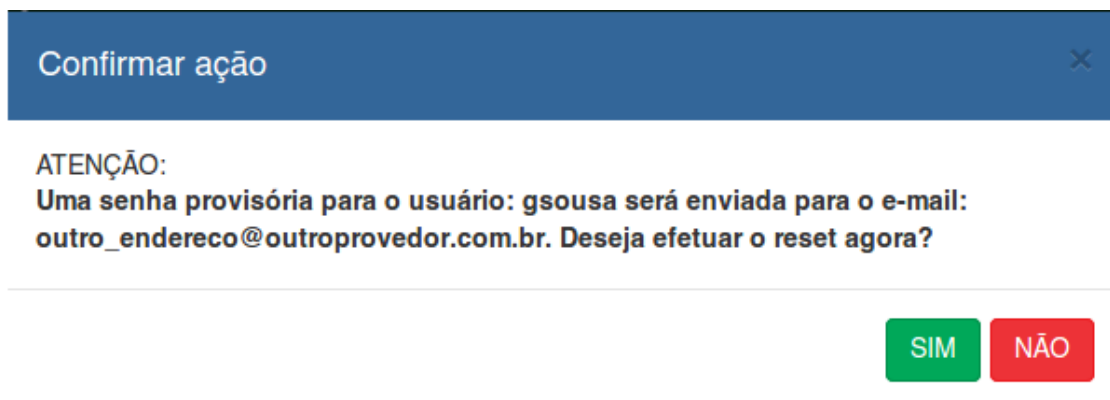 Confirmar ação ×
ATENÇÃO:
Uma senha provisória para o usuário: gsousa será enviada para o e-mail:
outro_endereco@outroprovedor.com.br. Deseja efetuar o reset agora?
SIM NÃO